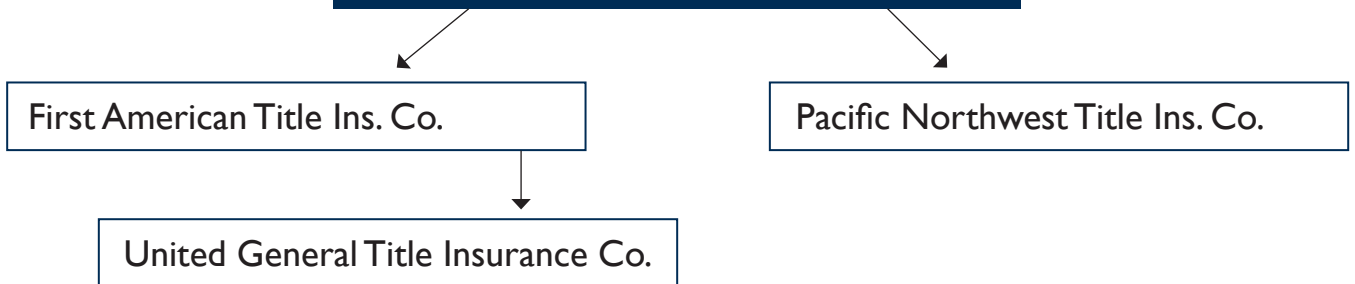 First American Title Ins. Co.
Pacific Northwest Title Ins. Co.
United General Title Insurance Co.